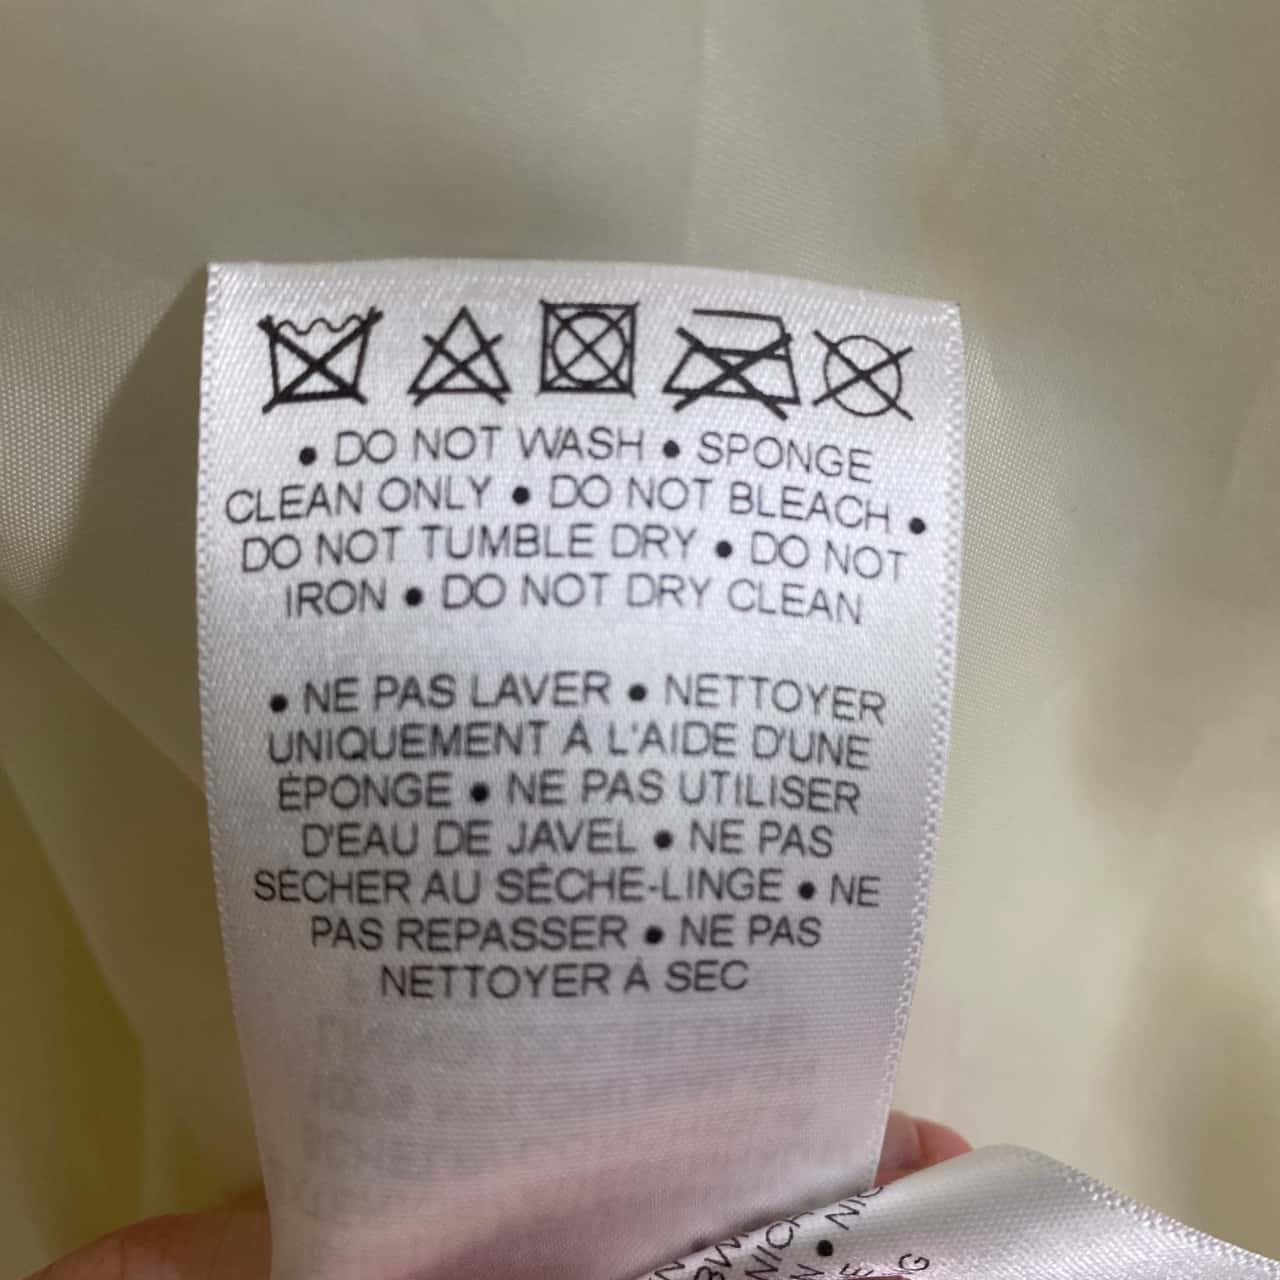 • DO NOT WASH • SPONGE
CLEAN ONLY • DO NOT BLEACH •
DO NOT TUMBLE DRY • DO NOT
IRON • DO NOT DRY CLEAN
• NE PAS LAVER • NETTOYER
UNIQUEMENT À L'AIDE D'UNE
ÉPONGE • NE PAS UTILISER
D'EAU DE JAVEL • NE PAS
SÉCHER AU SÈCHE-LINGE • NE
PAS REPASSER • NE PAS
NETTOYER À SEC